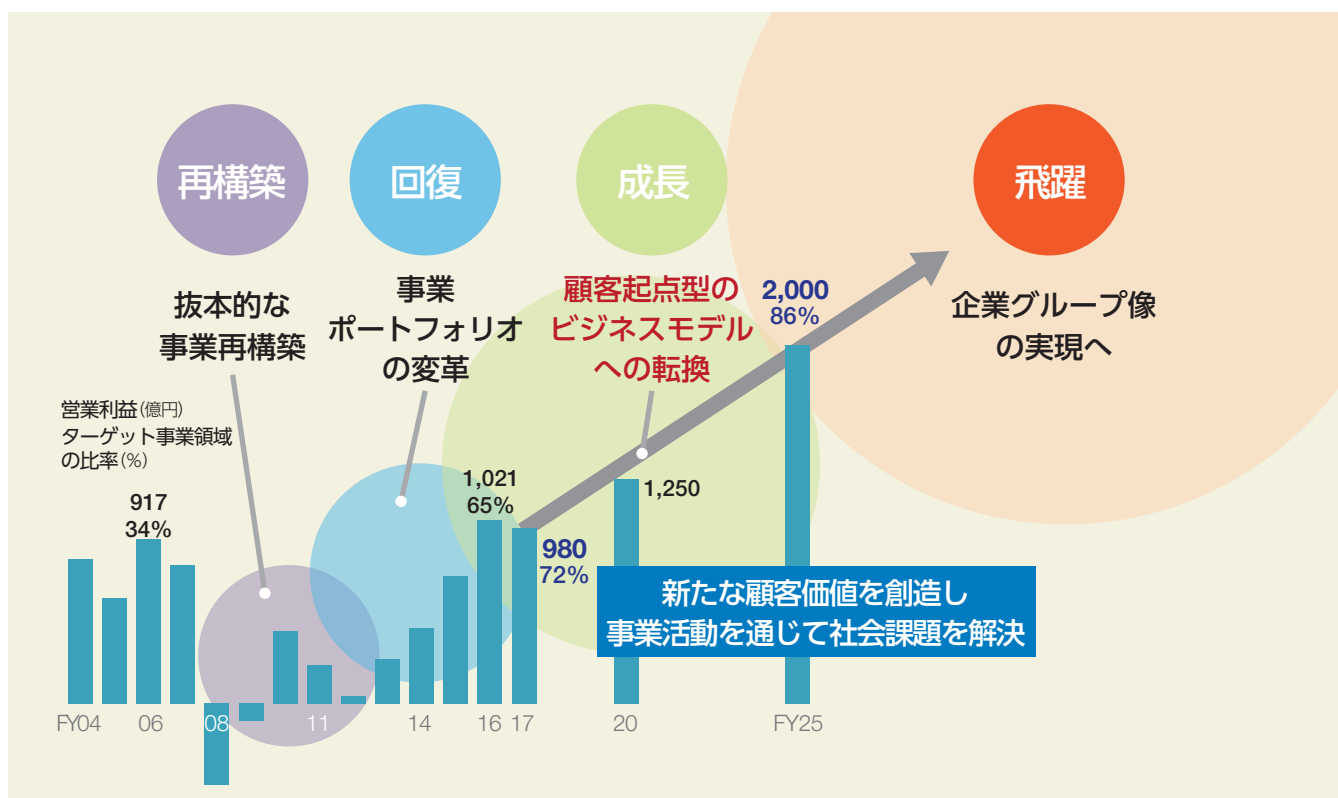 再構築
回復
成長
飛躍
抜本的な
事業再構築
事業
ポートフォリオ
の変革
顧客起点型の
ビジネスモデル
への転換
2,000
86%
企業グループ像
の実現へ
営業利益(億円)
ターゲット事業領域
の比率(%)
917
34%
1,021
65%
1,250
980
72%
新たな顧客価値を創造し
事業活動を通じて社会課題を解決
FY04 06 08 11 14 16 17 20 FY25